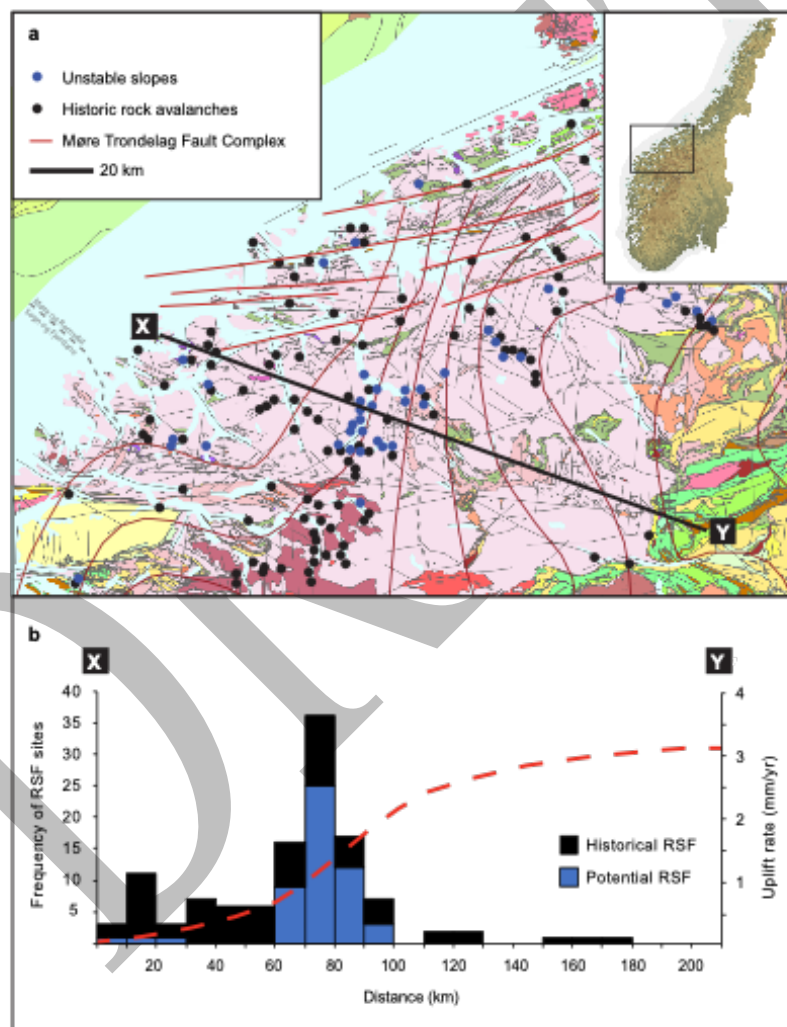 a
Unstable slopes
Historic rock avalanches
Møre Trondelag Fault Complex
20 km
X
Y
b
X
Y
40
35
30
25
20
15
10
5
Frequency of RSF sites
4
3
2
1
Uplift rate (mm/yr)
Historical RSF
Potential RSF
20 40 60 80 100 120 140 160 180 200
Distance (km)